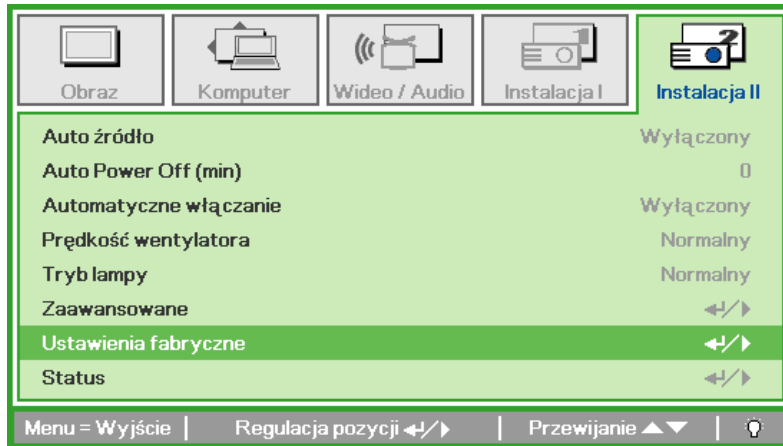 Obraz Komputer Wideo / Audio Instalacja I Instalacja II
Auto źródło Wyłączony
Auto Power Off (min) 0
Automatyczne włączanie Wyłączony
Prędkość wentylatora Normalny
Tryb lampy Normalny
Zaawansowane
Ustawienia fabryczne
Status
Menu = Wyjście | Regulacja pozycji ↵/▶ | Przewijanie ▲▼ |